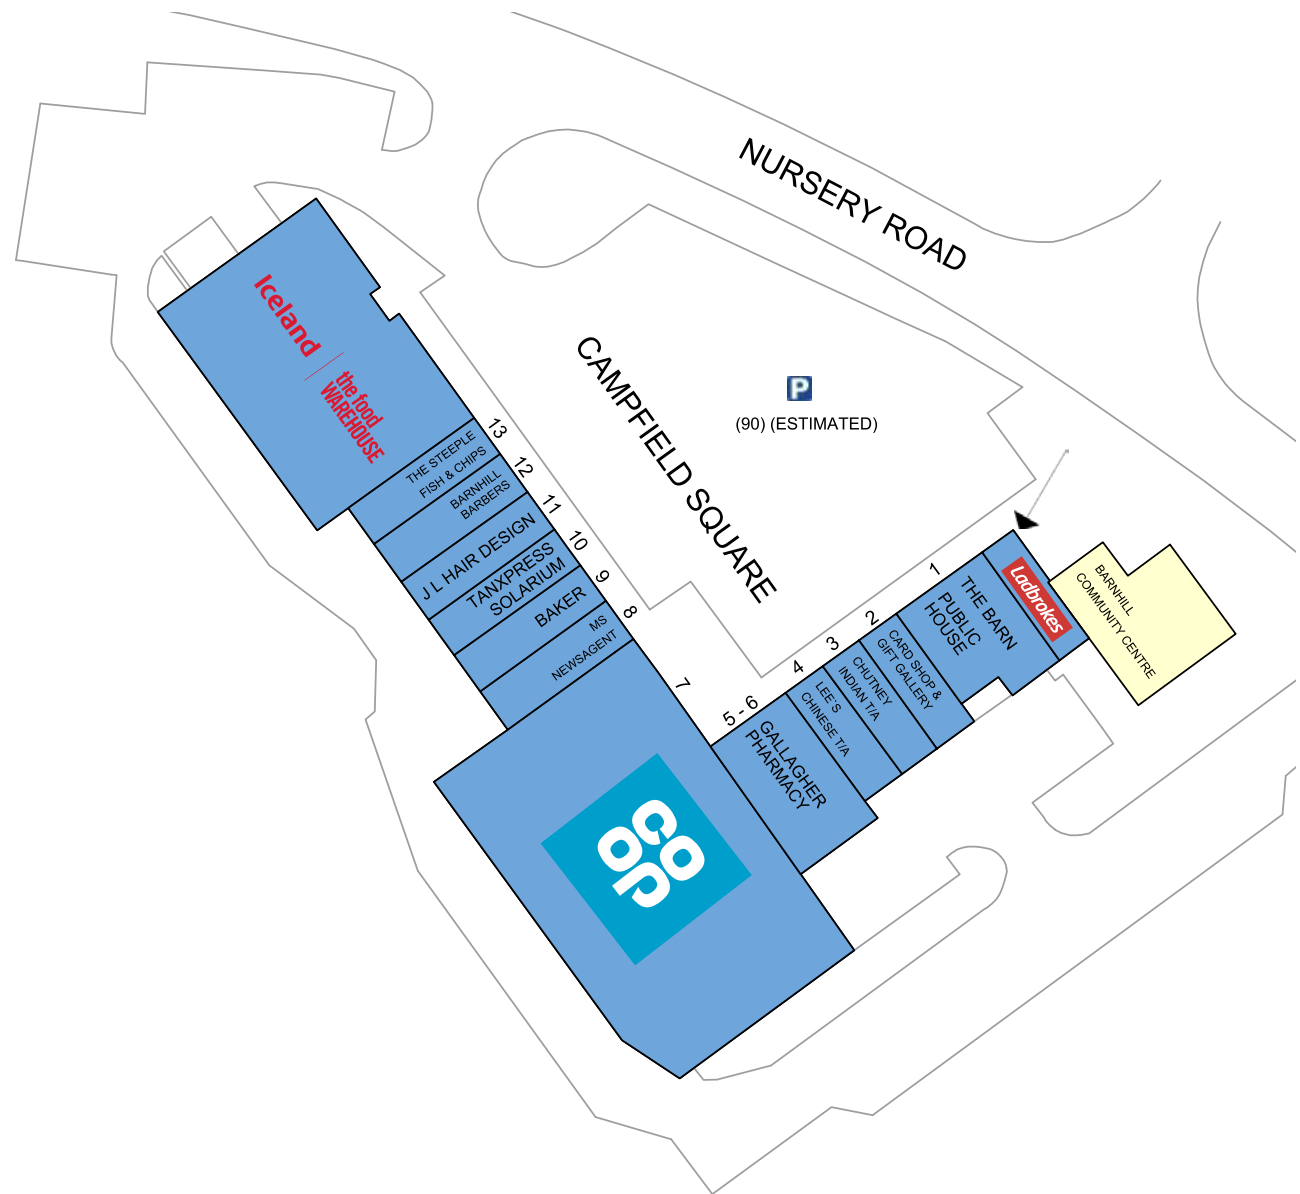 NURSERY ROAD
CAMPFIELD SQUARE
P
(90) (ESTIMATED)
Iceland
the food
WAREHOUSE
13
THE STEEPLE
FISH & CHIPS
12
BARNHILL
BARBERS
11
J L HAIR DESIGN
10
TANXPRESS
SOLARIUM
9
BAKER
8
MS
NEWSAGENT
7
COOP
5 - 6
GALLAGHER
PHARMACY
4
LEE'S
CHINESE T/A
3
CHUTNEY
INDIAN T/A
2
CARD SHOP &
GIFT GALLERY
1
THE BARN
PUBLIC
HOUSE
Ladbrokes
BARNHILL
COMMUNITY CENTRE